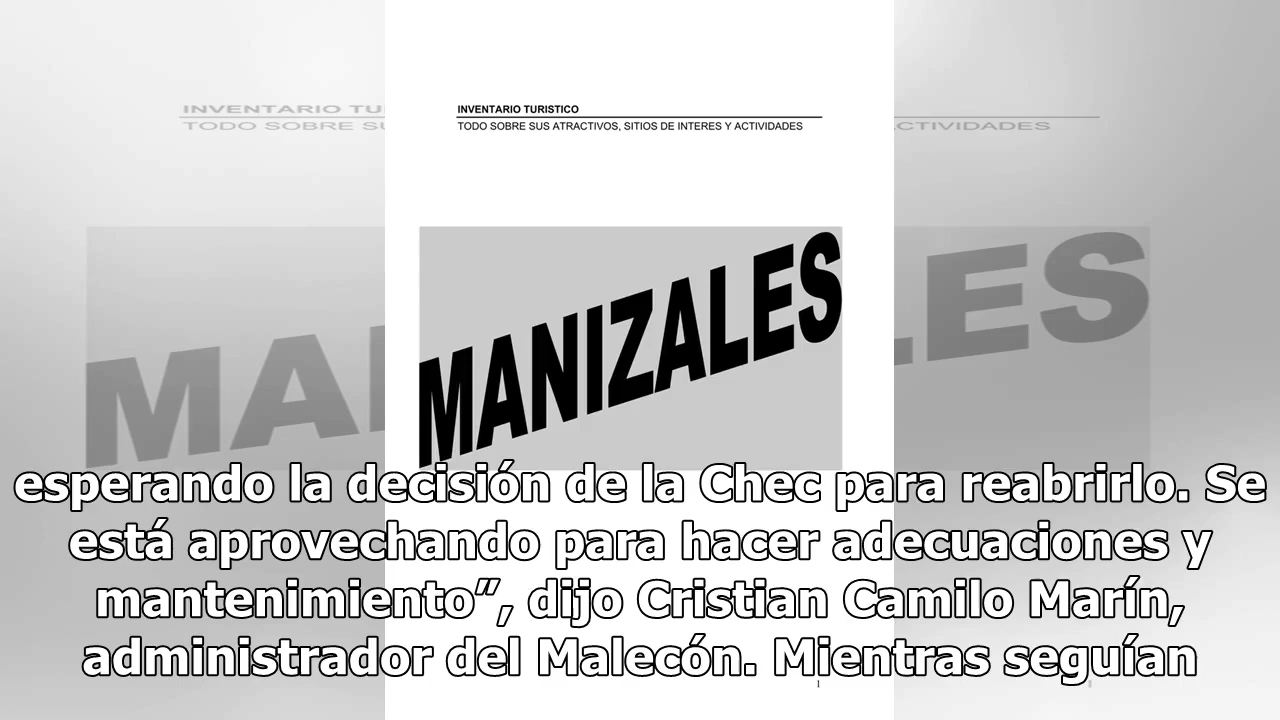 INVENTARIO TURISTICO
TODO SOBRE SUS ATRACTIVOS, SITIOS DE INTERES Y ACTIVIDADES
MANIZALES
esperando la decisión de la Chec para reabrirlo. Se
está aprovechando para hacer adecuaciones y
mantenimiento”, dijo Cristian Camilo Marín,
administrador del Malecón. Mientras seguían
1